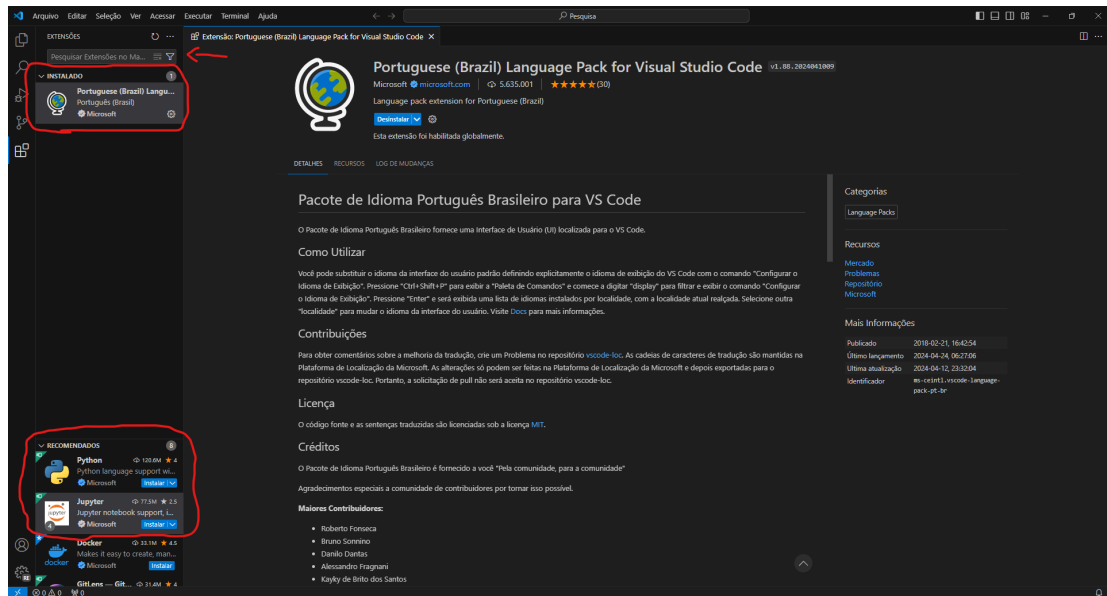 Arquivo Editar Seleção Ver Acessar Executar Terminal Ajuda
Pesquisa
EXTENSÕES
Pesquisar Extensões no Ma...
INSTALADO 1
Portuguese (Brazil) Langu...
Português (Brasil)
Microsoft
RECOMENDADOS 8
Python 120.6M 4
Python language support wi...
Microsoft Instalar
Jupyter 77.5M 2.5
Jupyter notebook support, i...
Microsoft Instalar
4
Docker 33.1M 4.5
Makes it easy to create, man...
Microsoft Instalar
docker
GitLens — Git... 31.4M 4
Extensão: Portuguese (Brazil) Language Pack for Visual Studio Code
Portuguese (Brazil) Language Pack for Visual Studio Code v1.88.2024041009
Microsoft microsoft.com 5.635.001 (30)
Language pack extension for Portuguese (Brazil)
Desinstalar
Esta extensão foi habilitada globalmente.
DETALHES RECURSOS LOG DE MUDANÇAS
Pacote de Idioma Português Brasileiro para VS Code
O Pacote de Idioma Português Brasileiro fornece uma Interface de Usuário (UI) localizada para o VS Code.
Como Utilizar
Você pode substituir o idioma da interface do usuário padrão definindo explicitamente o idioma de exibição do VS Code com o comando "Configurar o
Idioma de Exibição". Pressione "Ctrl+Shift+P" para exibir a "Paleta de Comandos" e comece a digitar "display" para filtrar e exibir o comando "Configurar
o Idioma de Exibição". Pressione "Enter" e será exibida uma lista de idiomas instalados por localidade, com a localidade atual realçada. Selecione outra
"localidade" para mudar o idioma da interface do usuário. Visite Docs para mais informações.
Contribuições
Para obter comentários sobre a melhoria da tradução, crie um Problema no repositório vscode-loc. As cadeias de caracteres de tradução são mantidas na
Plataforma de Localização da Microsoft. As alterações só podem ser feitas na Plataforma de Localização da Microsoft e depois exportadas para o
repositório vscode-loc. Portanto, a solicitação de pull não será aceita no repositório vscode-loc.
Licença
O código fonte e as sentenças traduzidas são licenciadas sob a licença MIT.
Créditos
O Pacote de Idioma Português Brasileiro é fornecido a você "Pela comunidade, para a comunidade"
Agradecimentos especiais a comunidade de contribuidores por tornar isso possível.
Maiores Contribuidores:
Roberto Fonseca
Bruno Sonnino
Danilo Dantas
Alessandro Fragnani
Kayky de Brito dos Santos
Categorias
Language Packs
Recursos
Mercado
Problemas
Repositório
Microsoft
Mais Informações
Publicado 2018-02-21, 16:42:54
Último lançamento 2024-04-24, 06:27:06
Ultima atualização 2024-04-12, 23:32:04
Identificador ms-ceintl.vscode-language-
pack-pt-br
0 0 0